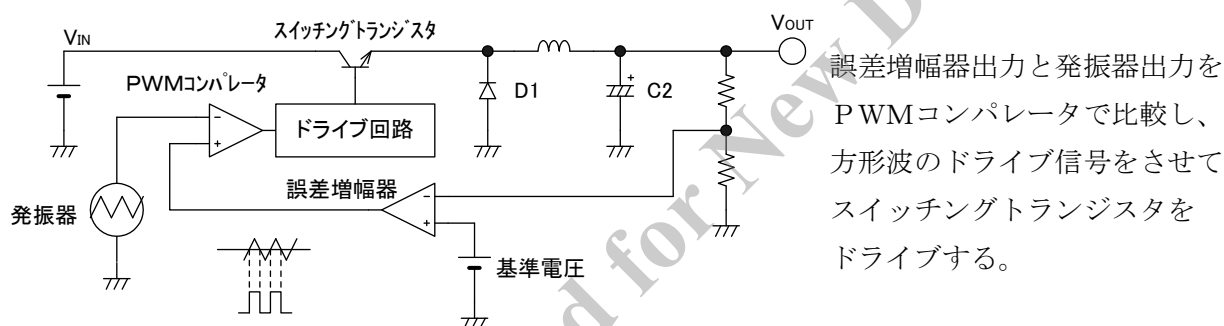 VIN
スイッチングトランジスタ
VOUT
PWMコンパレータ
D1
C2
ドライブ回路
誤差増幅器
発振器
基準電圧
誤差増幅器出力と発振器出力を
PWMコンパレータで比較し、
方形波のドライブ信号をさせて
スイッチングトランジスタを
ドライブする。
for New D